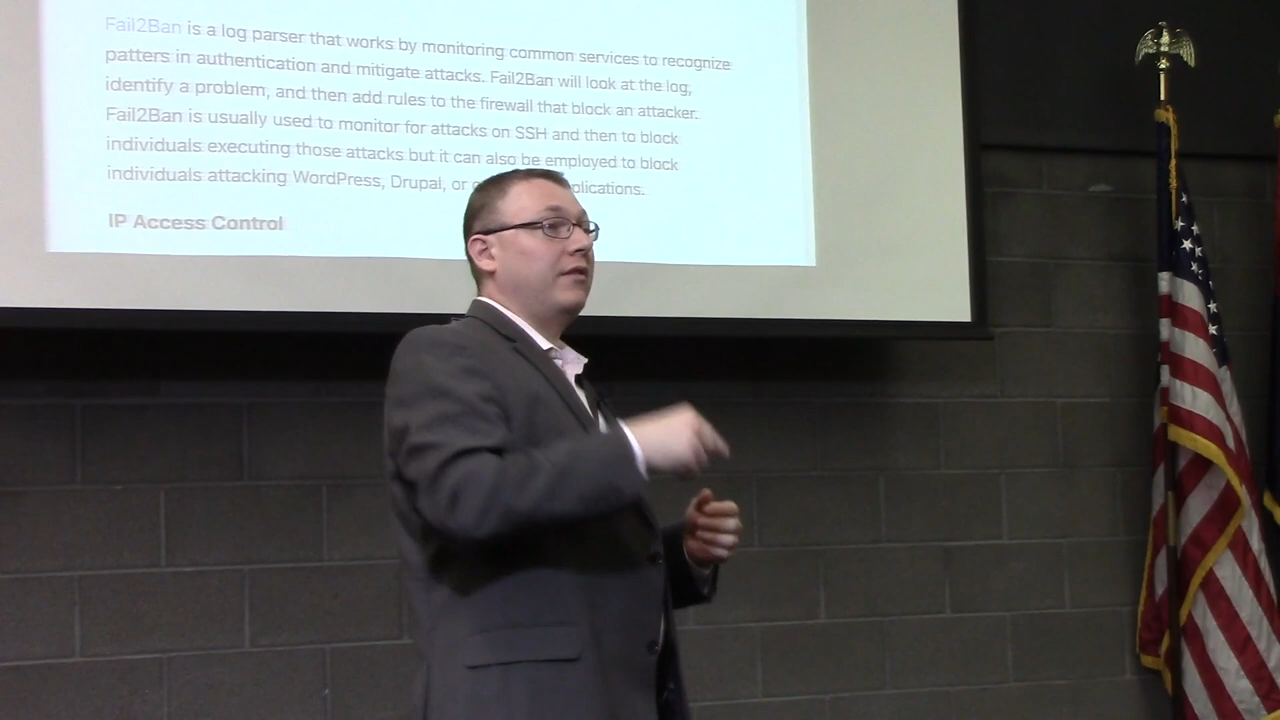 Fail2Ban is a log parser that works by monitoring common services to recognize
patters in authentication and mitigate attacks. Fail2Ban will look at the log,
identify a problem, and then add rules to the firewall that block an attacker.
Fail2Ban is usually used to monitor for attacks on SSH and then to block
individuals executing those attacks but it can also be employed to block
individuals attacking WordPress, Drupal, or
IP Access Control